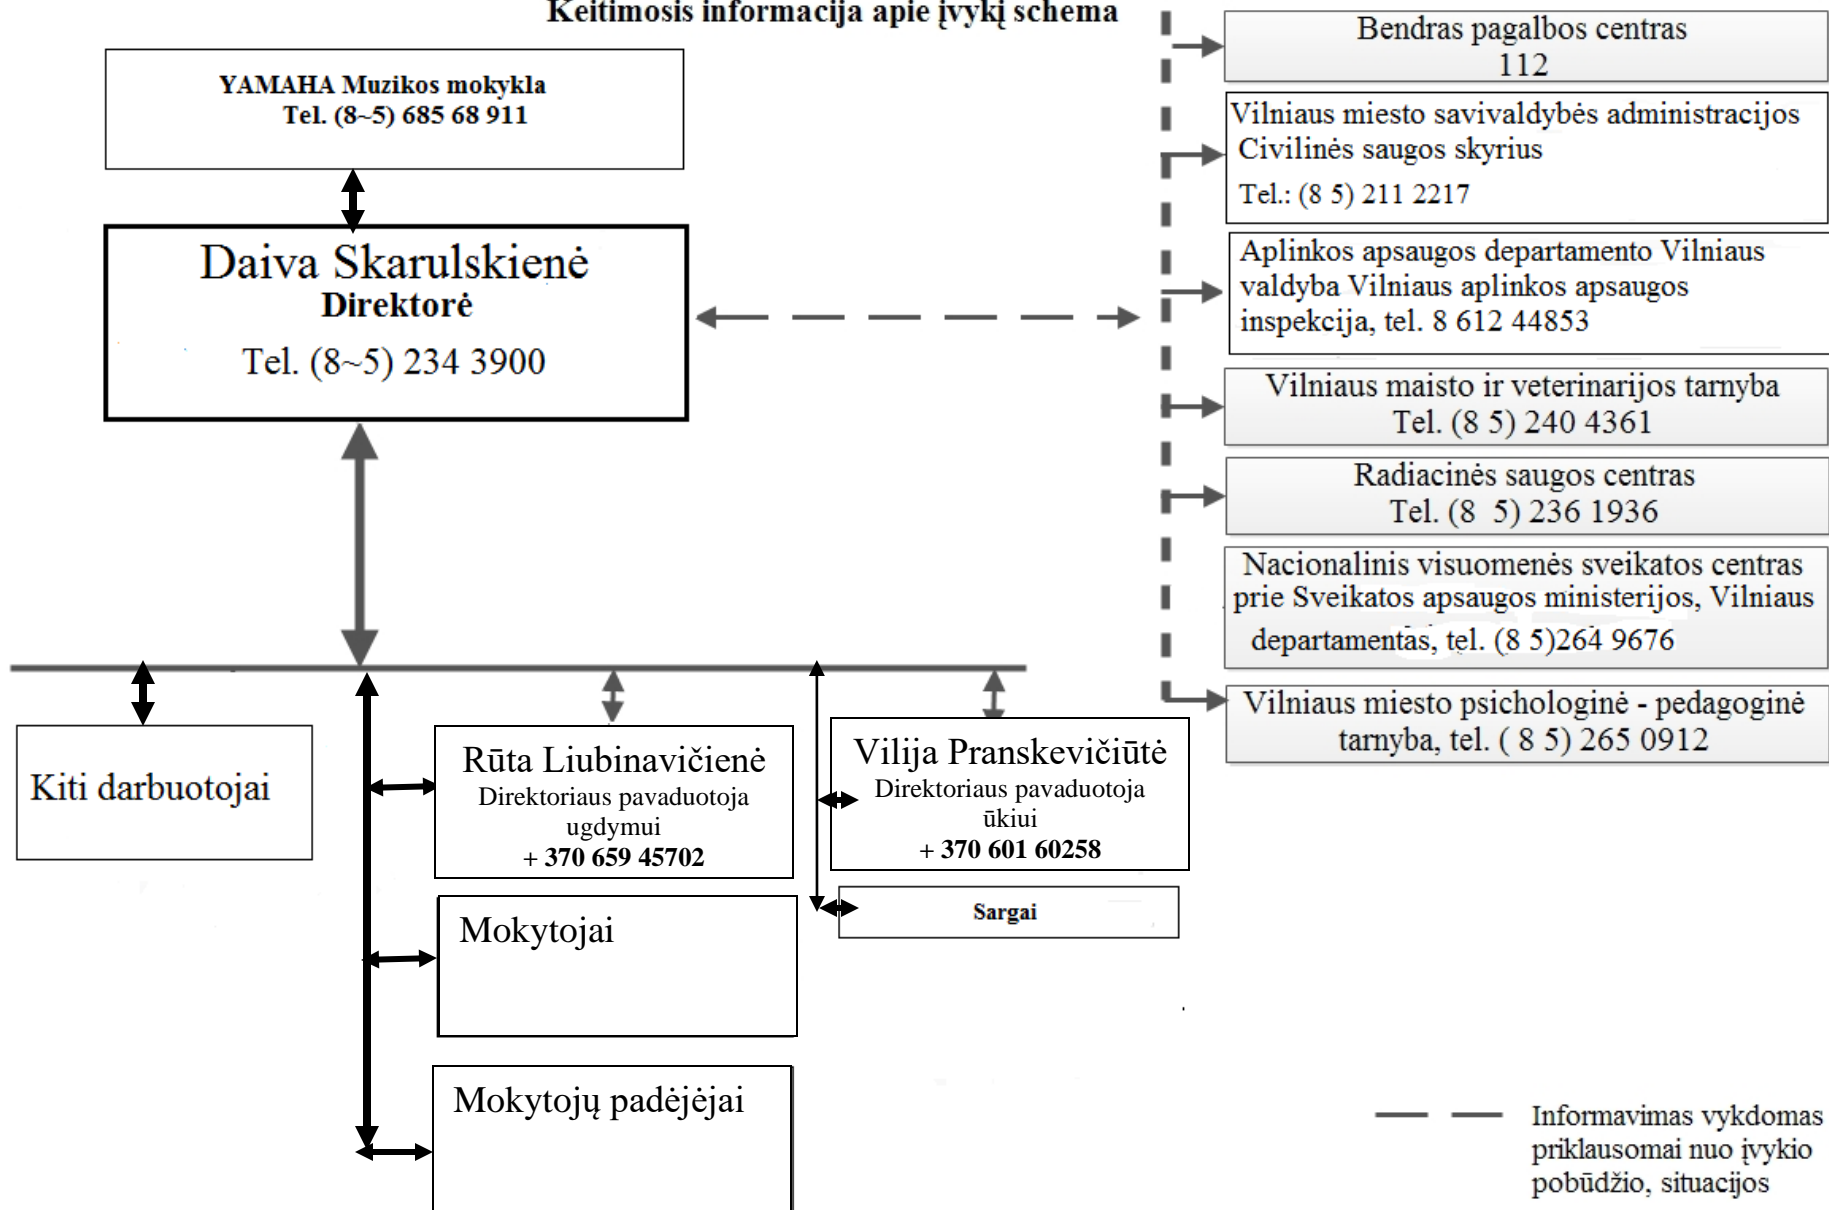 Keitimosis informacija apie įvykį schema
YAMAHA Muzikos mokykla
Tel. (8~5) 685 68 911
Daiva Skarulskienė
Direktorė
Tel. (8~5) 234 3900
Bendras pagalbos centras
112
Vilniaus miesto savivaldybės administracijos
Civilinės saugos skyrius
Tel.: (8 5) 211 2217
Aplinkos apsaugos departamento Vilniaus
valdyba Vilniaus aplinkos apsaugos
inspekcija, tel. 8 612 44853
Vilniaus maisto ir veterinarijos tarnyba
Tel. (8 5) 240 4361
Radiacinės saugos centras
Tel. (8 5) 236 1936
Nacionalinis visuomenės sveikatos centras
prie Sveikatos apsaugos ministerijos, Vilniaus
departamentas, tel. (8 5)264 9676
Vilniaus miesto psichologinė - pedagoginė
tarnyba, tel. ( 8 5) 265 0912
Kiti darbuotojai
Rūta Liubinavičienė
Direktoriaus pavaduotoja
ugdymui
+ 370 659 45702
Vilija Pranskevičiūtė
Direktoriaus pavaduotoja
ūkiui
+ 370 601 60258
Sargai
Mokytojai
Mokytojų padėjėjai
Informavimas vykdomas
priklausomai nuo įvykio
pobūdžio, situacijos